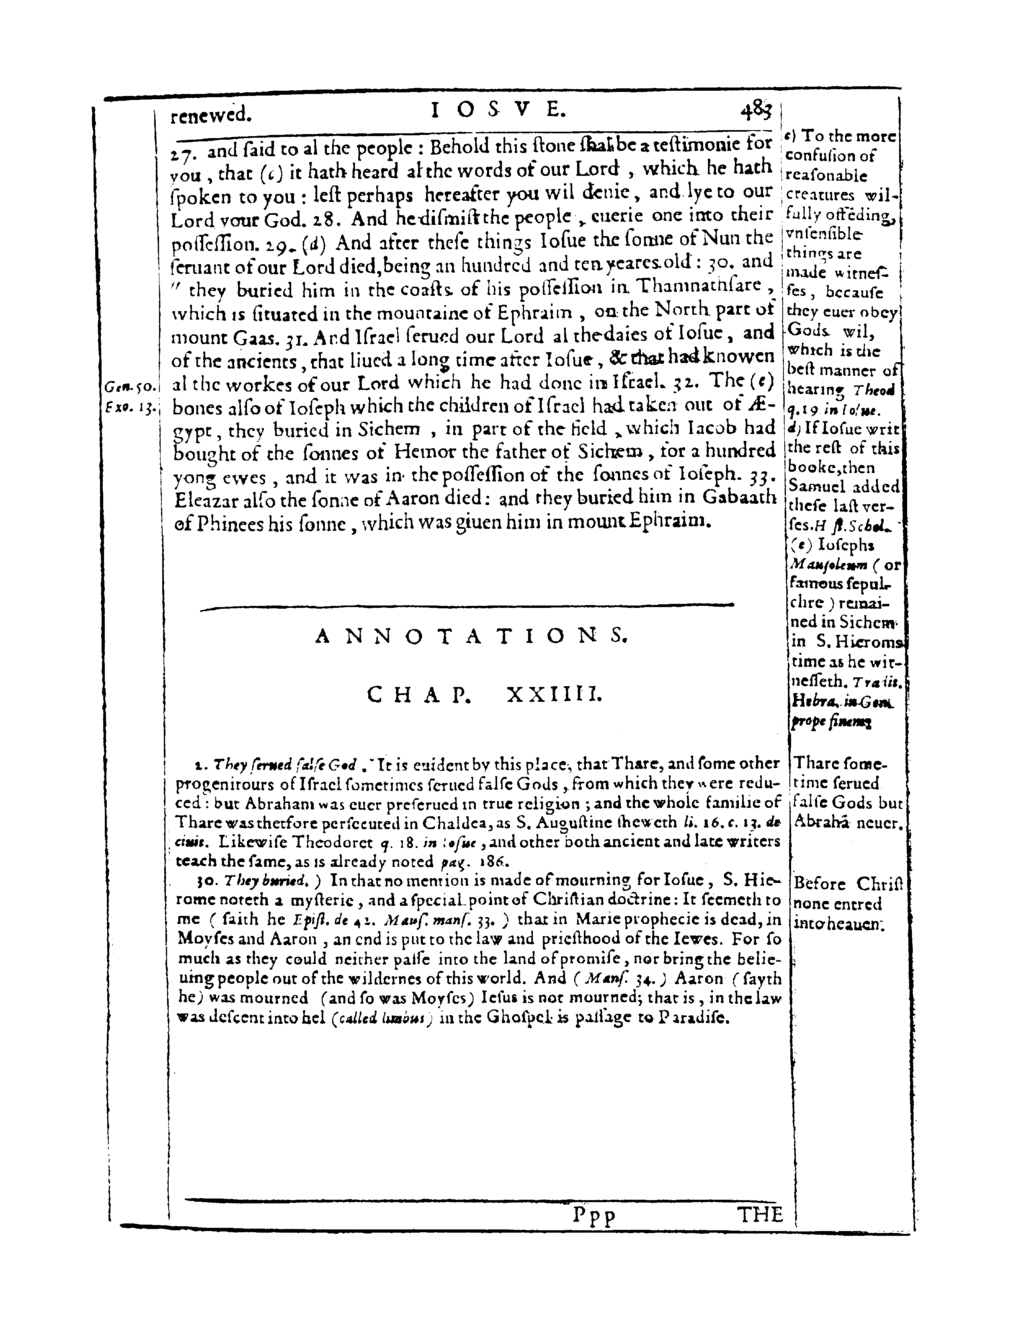 renewed. IOSVE. 483
27. and ſaid to al the people : Behold this ſtone ſhal be a teſtimonie for
you , that (c) it hath heard al the words of our Lord , which he hath
ſpoken to you : leſt perhaps hereafter you wil denie, and lye to our
Lord your God. 28. And he diſmiſt the people , euerie one into their
poſſeſſion. 29. (d) And after theſe things Ioſue the ſonne of Nun the
ſeruant of our Lord died, being an hundred and ten yeares old : 30. and
" they buried him in the coaſts of his poſſeſſion in Thamnathſare ,
which is ſituated in the mountaine of Ephraim , on the North part of
mount Gaas. 31. And Iſrael ſerued our Lord al the daies of Ioſue, and
of the ancients, that liued a long time after Ioſue, & that had knowen
al the workes of our Lord which he had done in Iſrael. 32. The (e)
bones alſo of Ioſeph which the children of Iſrael had taken out of Æ-
gypt, they buried in Sichem , in part of the field , which Iacob had
bought of the ſonnes of Hemor the father of Sichem, for a hundred
yong ewes , and it was in the poſſeſſion of the ſonnes of Ioſeph. 33.
Eleazar alſo the ſonne of Aaron died: and they buried him in Gabaath
of Phinees his ſonne , which was giuen him in mount Ephraim.
Gen. 50.
Exo. 13.
c) To the more
confuſion of
reaſonable
creatures wil-
fully offēding,
vnſenſible
things are
made witneſ-
ſes, becauſe
they euer obey
Gods wil,
which is the
beſt manner of
hearing Theod
q. 19 in Ioſue.
d) If Ioſue writ
the reſt of this
booke, then
Samuel added
theſe laſt ver-
ſes. H ſt. Schol.
(e) Ioſephs
Mauſoleum ( or
famous ſepul-
chre ) remai-
ned in Sichem
in S. Hieroms
time as he wit-
neſſeth. Tradit.
Hebra. in Gen.
prope finem
ANNOTATIONS.
CHAP. XXIIII.
2. They ſerued falſe God . It is euident by this place, that Thare, and ſome other
progenitours of Iſrael ſometimes ſerued falſe Gods , from which they were redu-
ced : but Abraham was euer preſerued in true religion ; and the whole familie of
Thare was therfore perſecuted in Chaldea, as S. Auguſtine ſheweth li. 16. c. 13. de
ciuit. Likewiſe Theodoret q. 18. in Ioſue , and other both ancient and late writers
teach the ſame, as is already noted pag. 186.
30. They buried. ) In that no mention is made of mourning for Ioſue, S. Hie-
rome noteth a myſterie , and a ſpecial point of Chriſtian doctrine: It ſeemeth to
me ( ſaith he Epiſt. de 42. Manſ. manſ. 33. ) that in Marie prophecie is dead, in
Moyſes and Aaron , an end is put to the law and prieſthood of the Iewes. For ſo
much as they could neither paſſe into the land of promiſe , nor bring the belie-
uing people out of the wildernes of this world. And ( Manſ. 34. ) Aaron ( ſayth
he) was mourned (and ſo was Moyſes) Ieſus is not mourned; that is , in the law
was deſcent into hel (called limbus) in the Ghoſpel is paſſage to Paradiſe.
Thare ſome-
time ſerued
falſe Gods but
Abrahā neuer.
Before Chriſt
none entred
into heauen.
Ppp THE